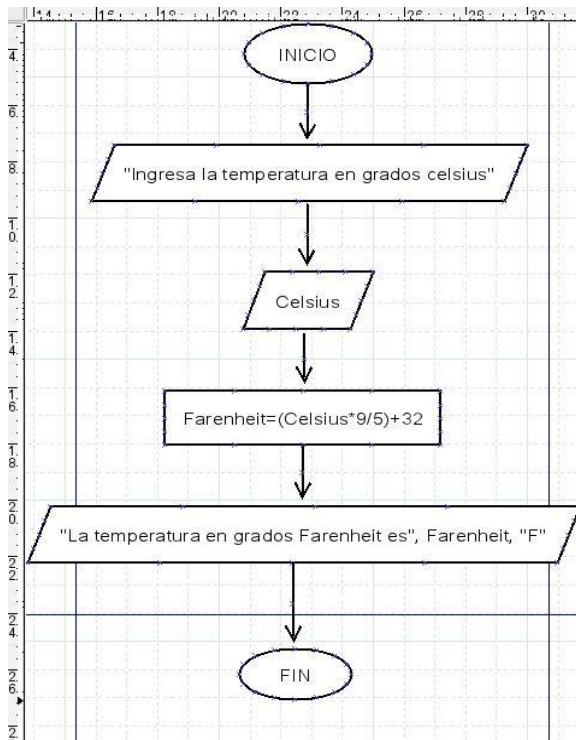 INICIO
"Ingresa la temperatura en grados celsius"
Celsius
Farenheit=(Celsius*9/5)+32
"La temperatura en grados Farenheit es", Farenheit, "F"
FIN